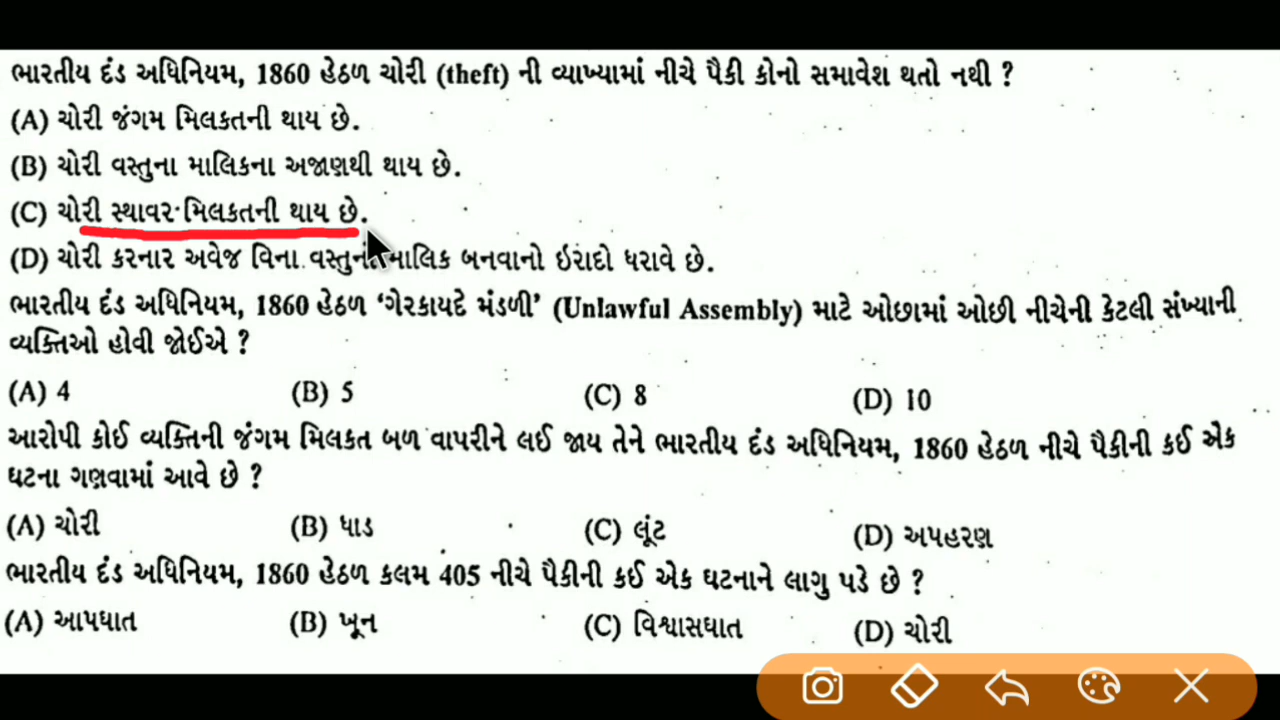 ભારતીય દંડ અધિનિયમ, 1860 હેઠળ ચોરી (theft) ની વ્યાખ્યામાં નીચે પૈકી કોનો સમાવેશ થતો નથી ?
(A) ચોરી જંગમ મિલકતની થાય છે.
(B) ચોરી વસ્તુના માલિકના અજાણથી થાય છે.
(C) ચોરી સ્થાવર મિલકતની થાય છે.
(D) ચોરી કરનાર અવેજ વિના માલિક બનવાનો ઇરાદો ધરાવે છે.
ભારતીય દંડ અધિનિયમ, 1860 હેઠળ ‘ગેરકાયદે મંડળી’ (Unlawful Assembly) માટે ઓછામાં ઓછી નીચેની કેટલી સંખ્યાની
વ્યક્તિઓ હોવી જોઈએ ?
(A) 4 (B) 5 (C) 8 (D) 10
આરોપી કોઈ વ્યક્તિની જંગમ મિલકત બળ વાપરીને લઈ જાય તેને ભારતીય દંડ અધિનિયમ, 1860 હેઠળ નીચે પૈકીની કઈ એક
ઘટના ગણવામાં આવે છે ?
(A) ચોરી (B) ધાડ (C) લૂંટ (D) અપહરણ
ભારતીય દંડ અધિનિયમ, 1860 હેઠળ કલમ 405 નીચે પૈકીની કઈ એક ઘટનાને લાગુ પડે છે ?
(A) આપઘાત (B) ખૂન (C) વિશ્વાસઘાત (D) ચોરી